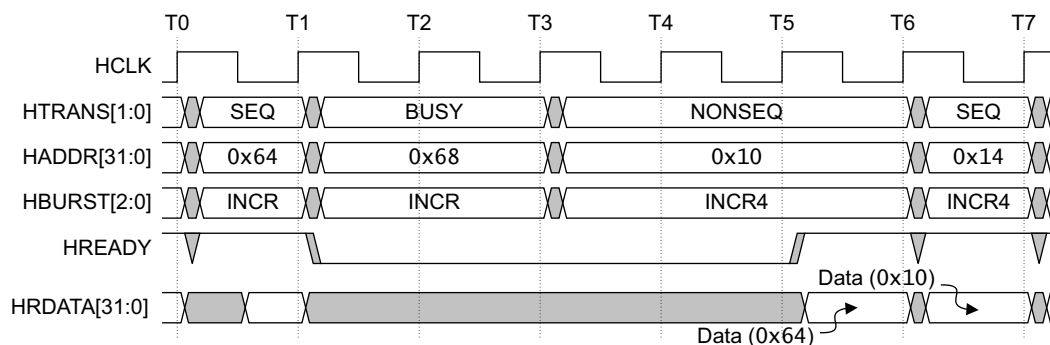 T0 T1 T2 T3 T4 T5 T6 T7
HCLK
HTRANS[1:0] SEQ BUSY NONSEQ SEQ
HADDR[31:0] 0x64 0x68 0x10 0x14
HBURST[2:0] INCR INCR INCR4 INCR4
HREADY
Data (0x10)
HRDATA[31:0]
Data (0x64)